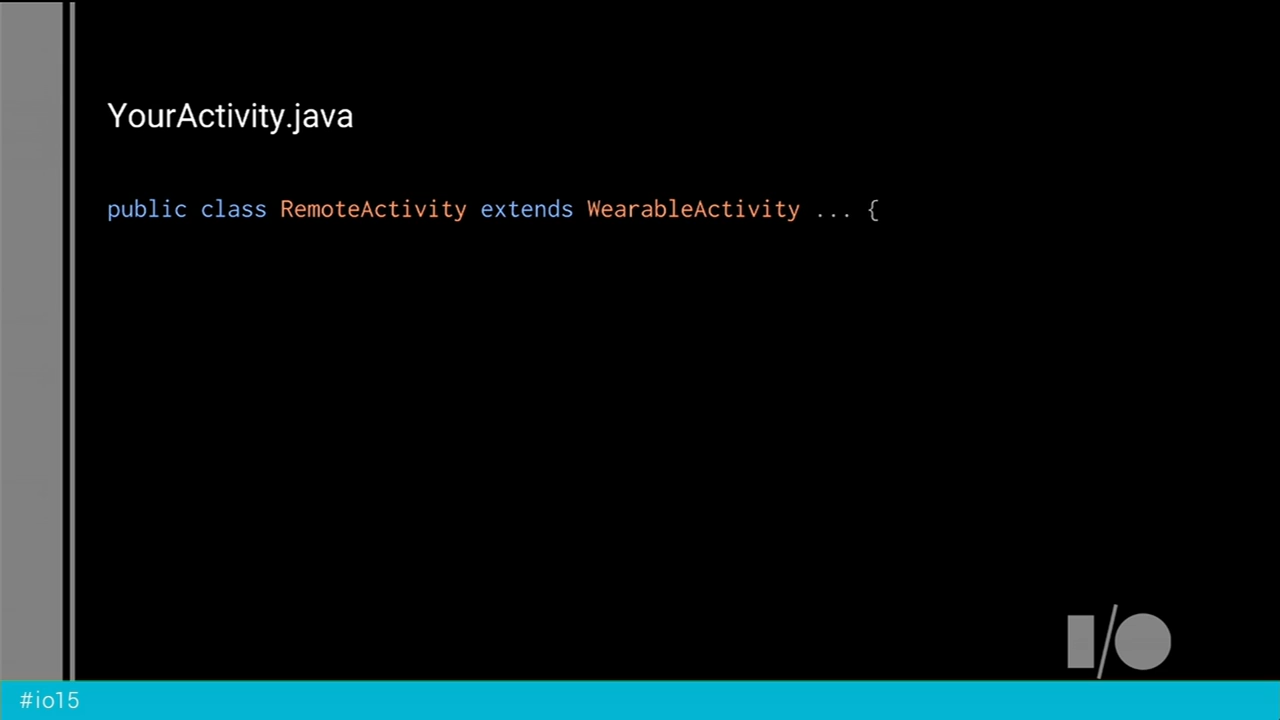 YourActivity.java
public class RemoteActivity extends WearableActivity ... {
I/O
#io15